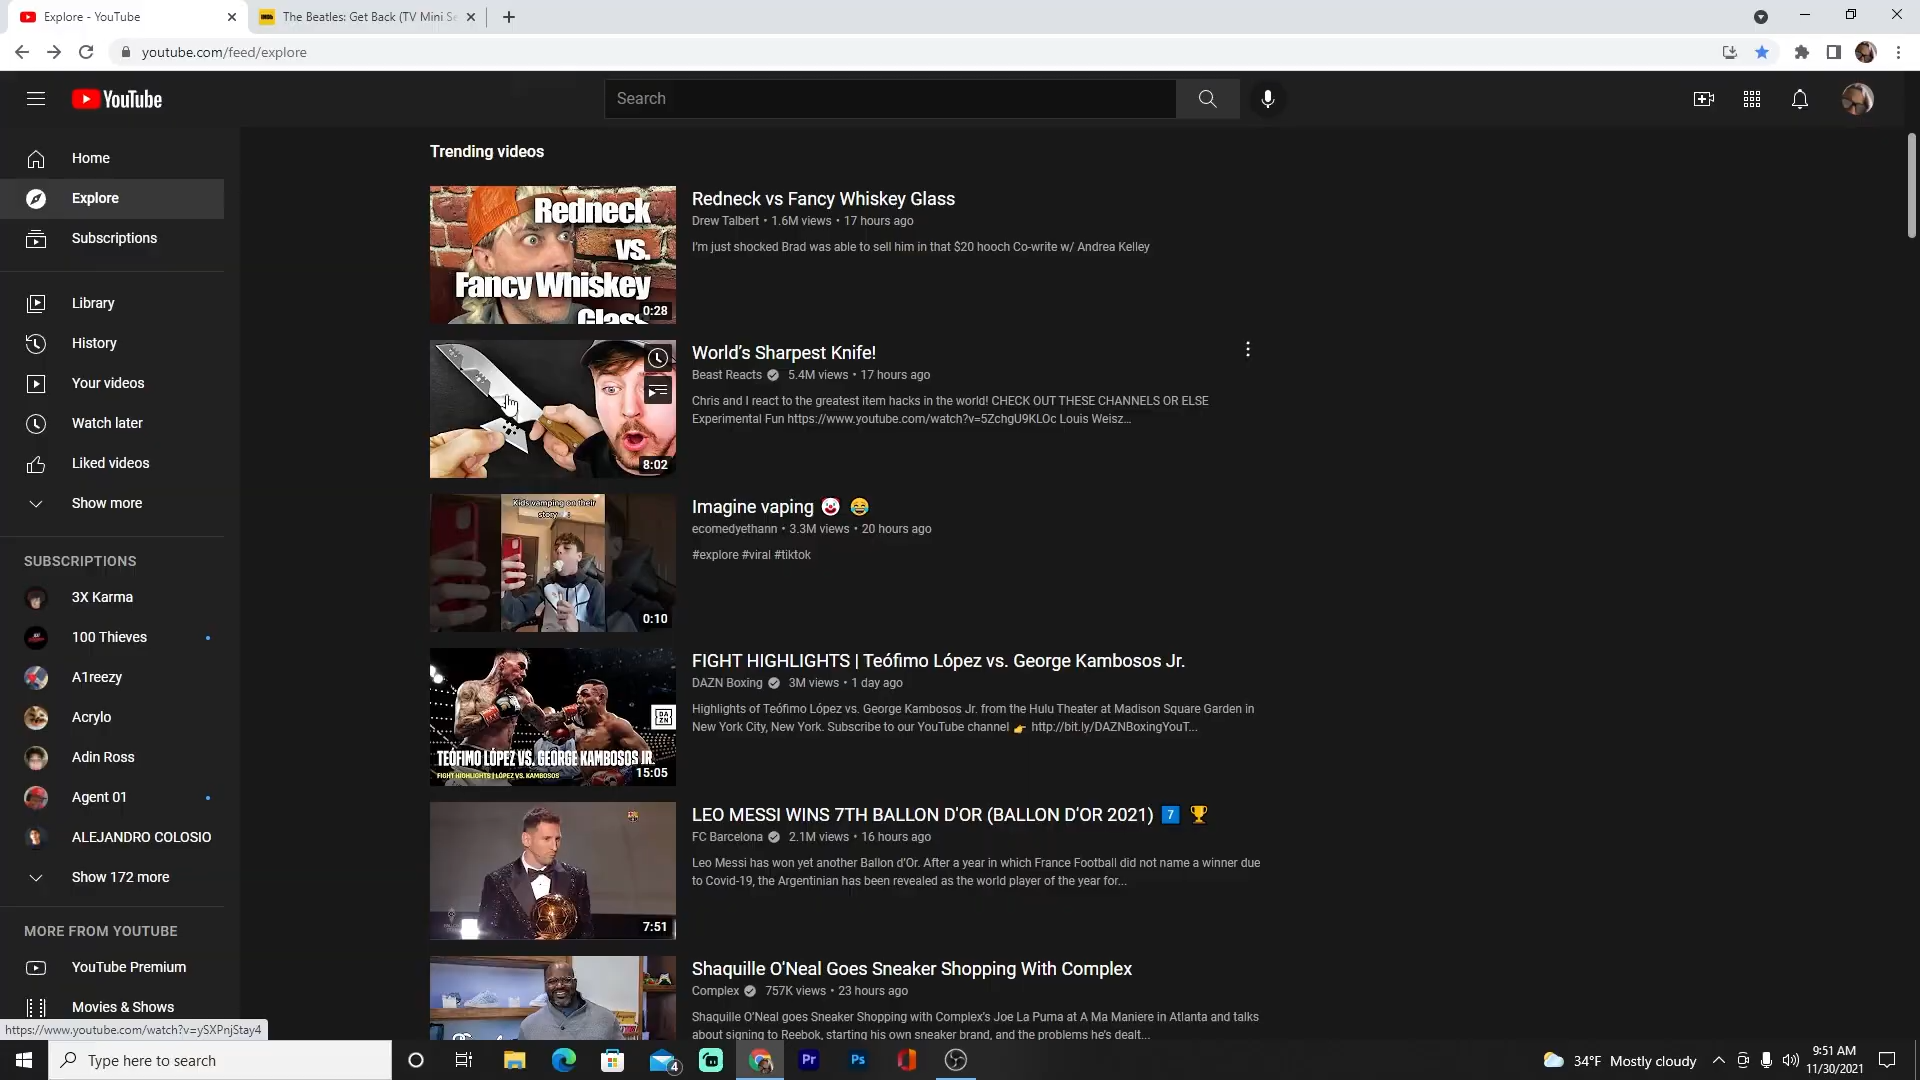 Explore - YouTube
The Beatles: Get Back (TV Mini Se
youtube.com/feed/explore
YouTube
Search
Home
Explore
Subscriptions
Library
History
Your videos
Watch later
Liked videos
Show more
SUBSCRIPTIONS
3X Karma
100 Thieves
A1reezy
Acrylo
Adin Ross
Agent 01
ALEJANDRO COLOSIO
Show 172 more
MORE FROM YOUTUBE
YouTube Premium
Movies & Shows
https://www.youtube.com/watch?v=ySXPnjStay4
Trending videos
Redneck
vs.
Fancy Whiskey
Glass
0:28
Redneck vs Fancy Whiskey Glass
Drew Talbert • 1.6M views • 17 hours ago
I'm just shocked Brad was able to sell him in that $20 hooch Co-write w/ Andrea Kelley
8:02
World's Sharpest Knife!
Beast Reacts 5.4M views • 17 hours ago
Chris and I react to the greatest item hacks in the world! CHECK OUT THESE CHANNELS OR ELSE
Experimental Fun https://www.youtube.com/watch?v=5ZchgU9KLOc Louis Weisz...
Kids vamping on their
story
0:10
Imagine vaping 🤡 😂
ecomedyethann • 3.3M views • 20 hours ago
#explore #viral #tiktok
DA
ZN
TEÓFIMO LÓPEZ VS. GEORGE KAMBOSOS JR.
FIGHT HIGHLIGHTS | LÓPEZ VS. KAMBOSOS
15:05
FIGHT HIGHLIGHTS | Teófimo López vs. George Kambosos Jr.
DAZN Boxing 3M views • 1 day ago
Highlights of Teófimo López vs. George Kambosos Jr. from the Hulu Theater at Madison Square Garden in
New York City, New York. Subscribe to our YouTube channel 👉 http://bit.ly/DAZNBoxingYouT...
7:51
LEO MESSI WINS 7TH BALLON D'OR (BALLON D'OR 2021) 7️⃣ 🏆
FC Barcelona 2.1M views • 16 hours ago
Leo Messi has won yet another Ballon d'Or. After a year in which France Football did not name a winner due
to Covid-19, the Argentinian has been revealed as the world player of the year for...
Shaquille O'Neal Goes Sneaker Shopping With Complex
Complex 757K views • 23 hours ago
Shaquille O'Neal goes Sneaker Shopping with Complex's Joe La Puma at A Ma Maniere in Atlanta and talks
about signing to Reebok, starting his own sneaker brand, and the problems he's dealt...
Type here to search
4
Pr
Ps
34°F Mostly cloudy
9:51 AM
11/30/2021